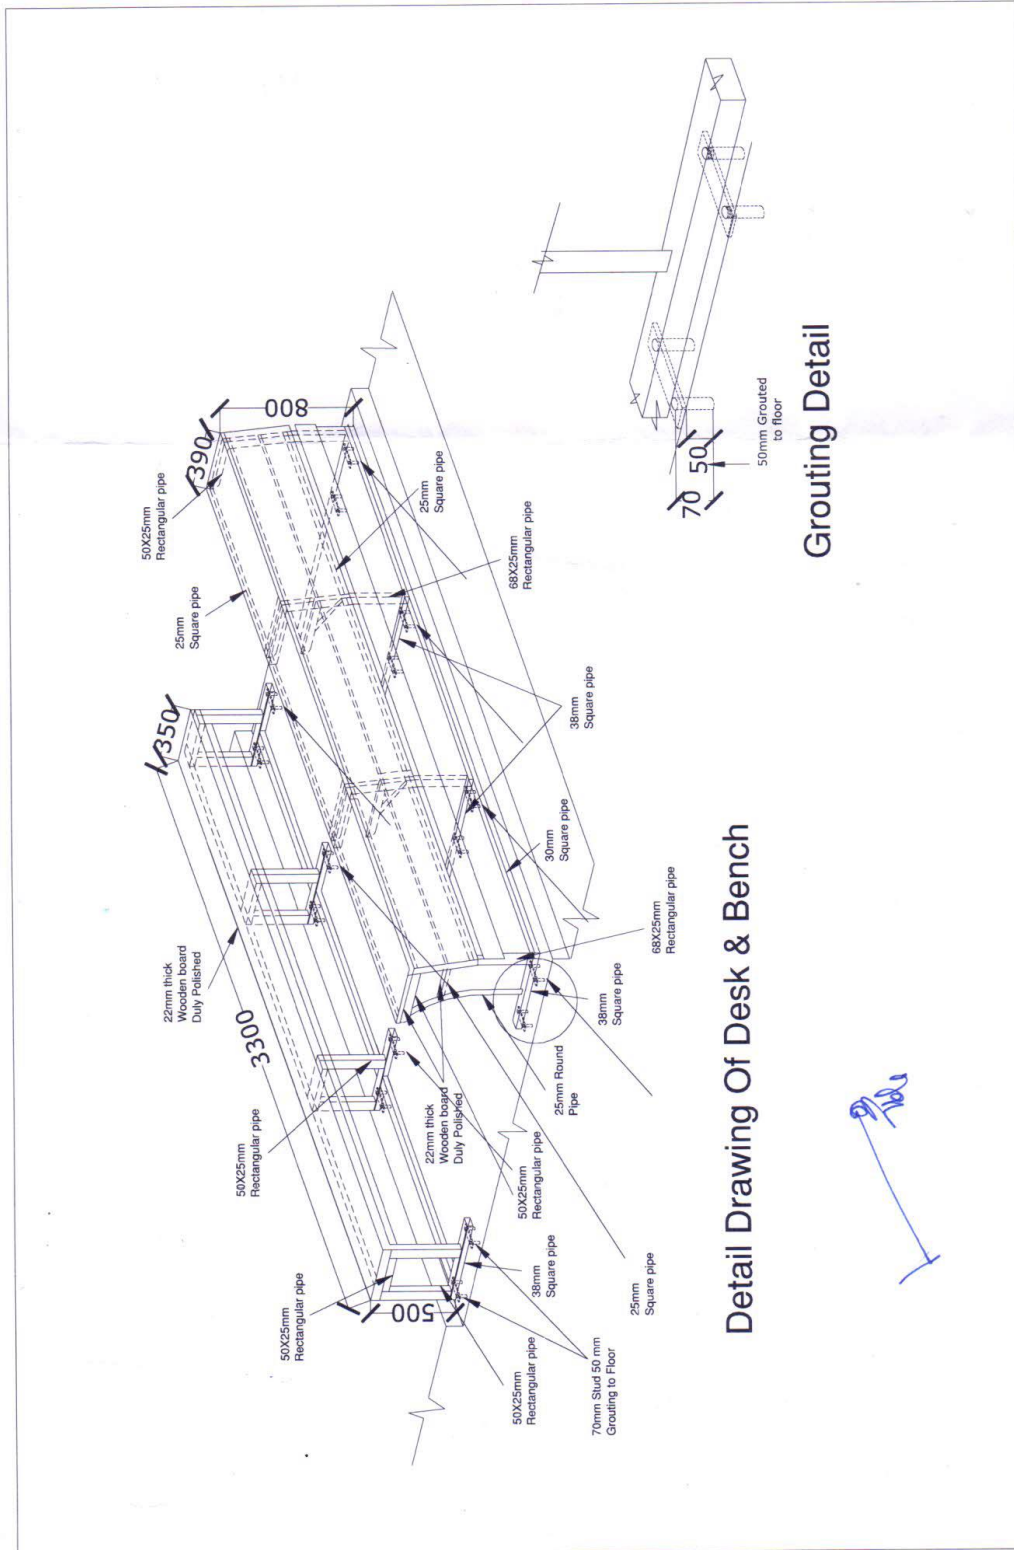 50X25mm
Rectangular pipe
390
800
25mm
Square pipe
350
25mm
Square pipe
68X25mm
Rectangular pipe
38mm
Square pipe
22mm thick
Wooden board
Duly Polished
3300
30mm
Square pipe
68X25mm
Rectangular pipe
38mm
Square pipe
25mm Round
Pipe
22mm thick
Wooden board
Duly Polished
50X25mm
Rectangular pipe
50X25mm
Rectangular pipe
50X25mm
Rectangular pipe
500
38mm
Square pipe
25mm
Square pipe
50X25mm
Rectangular pipe
70mm Stud 50 mm
Grouting to Floor
Detail Drawing Of Desk & Bench
70
50
50mm Grouted
to floor
Grouting Detail